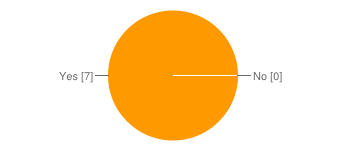 Yes [7]
No [0]